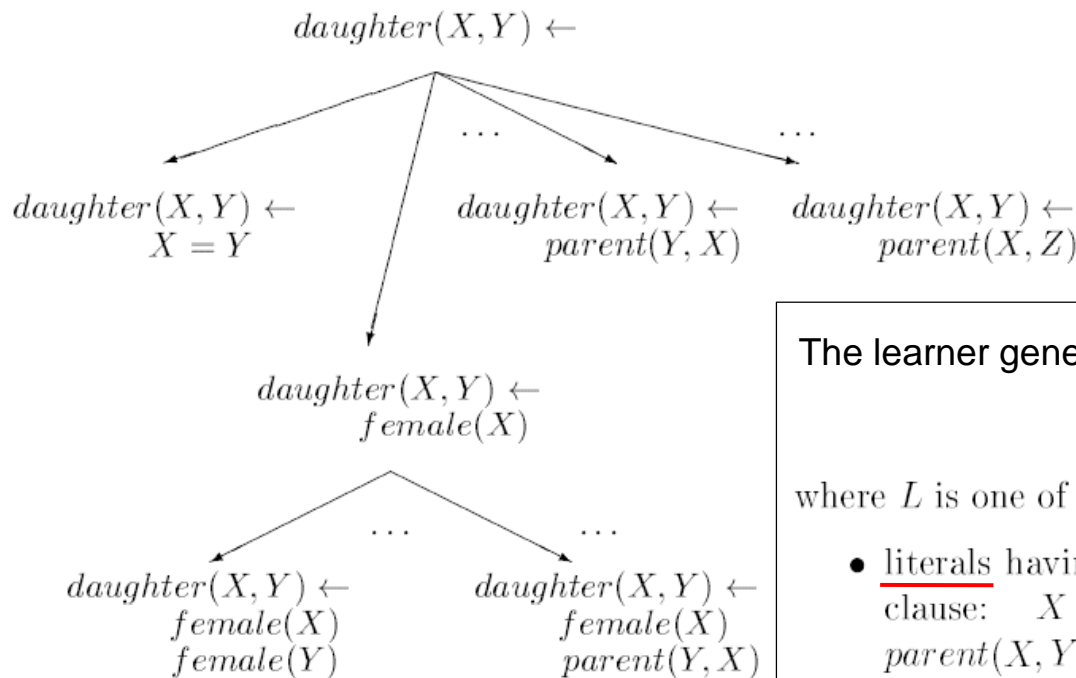 daughter(X, Y) ←
... ...
daughter(X, Y) ←
X = Y
daughter(X, Y) ←
parent(Y, X)
daughter(X, Y) ←
parent(X, Z)
daughter(X, Y) ←
female(X)
... ...
daughter(X, Y) ←
female(X)
female(Y)
daughter(X, Y) ←
female(X)
parent(Y, X)
The learner gene
where L is one of
• literals havin
clause: X
parent(X, Y